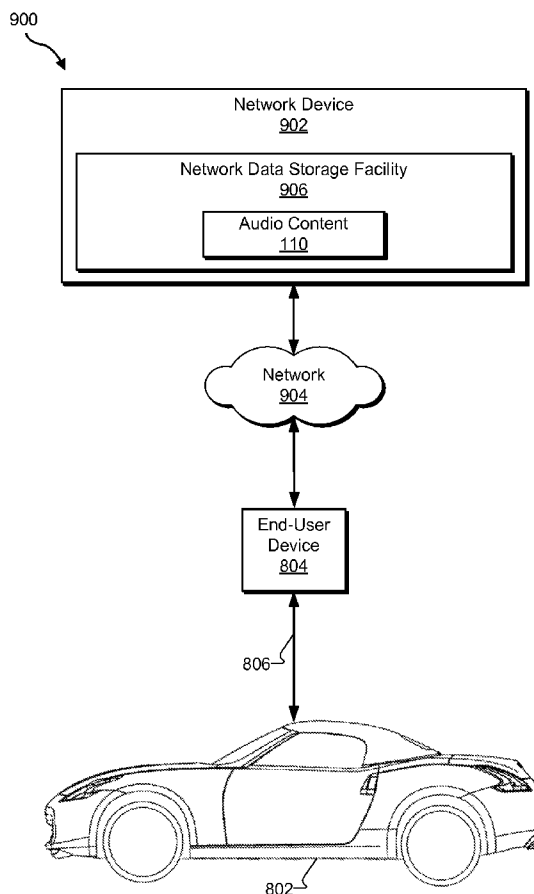 900
Network Device
902
Network Data Storage Facility
906
Audio Content
110
Network
904
End-User
Device
804
806
802